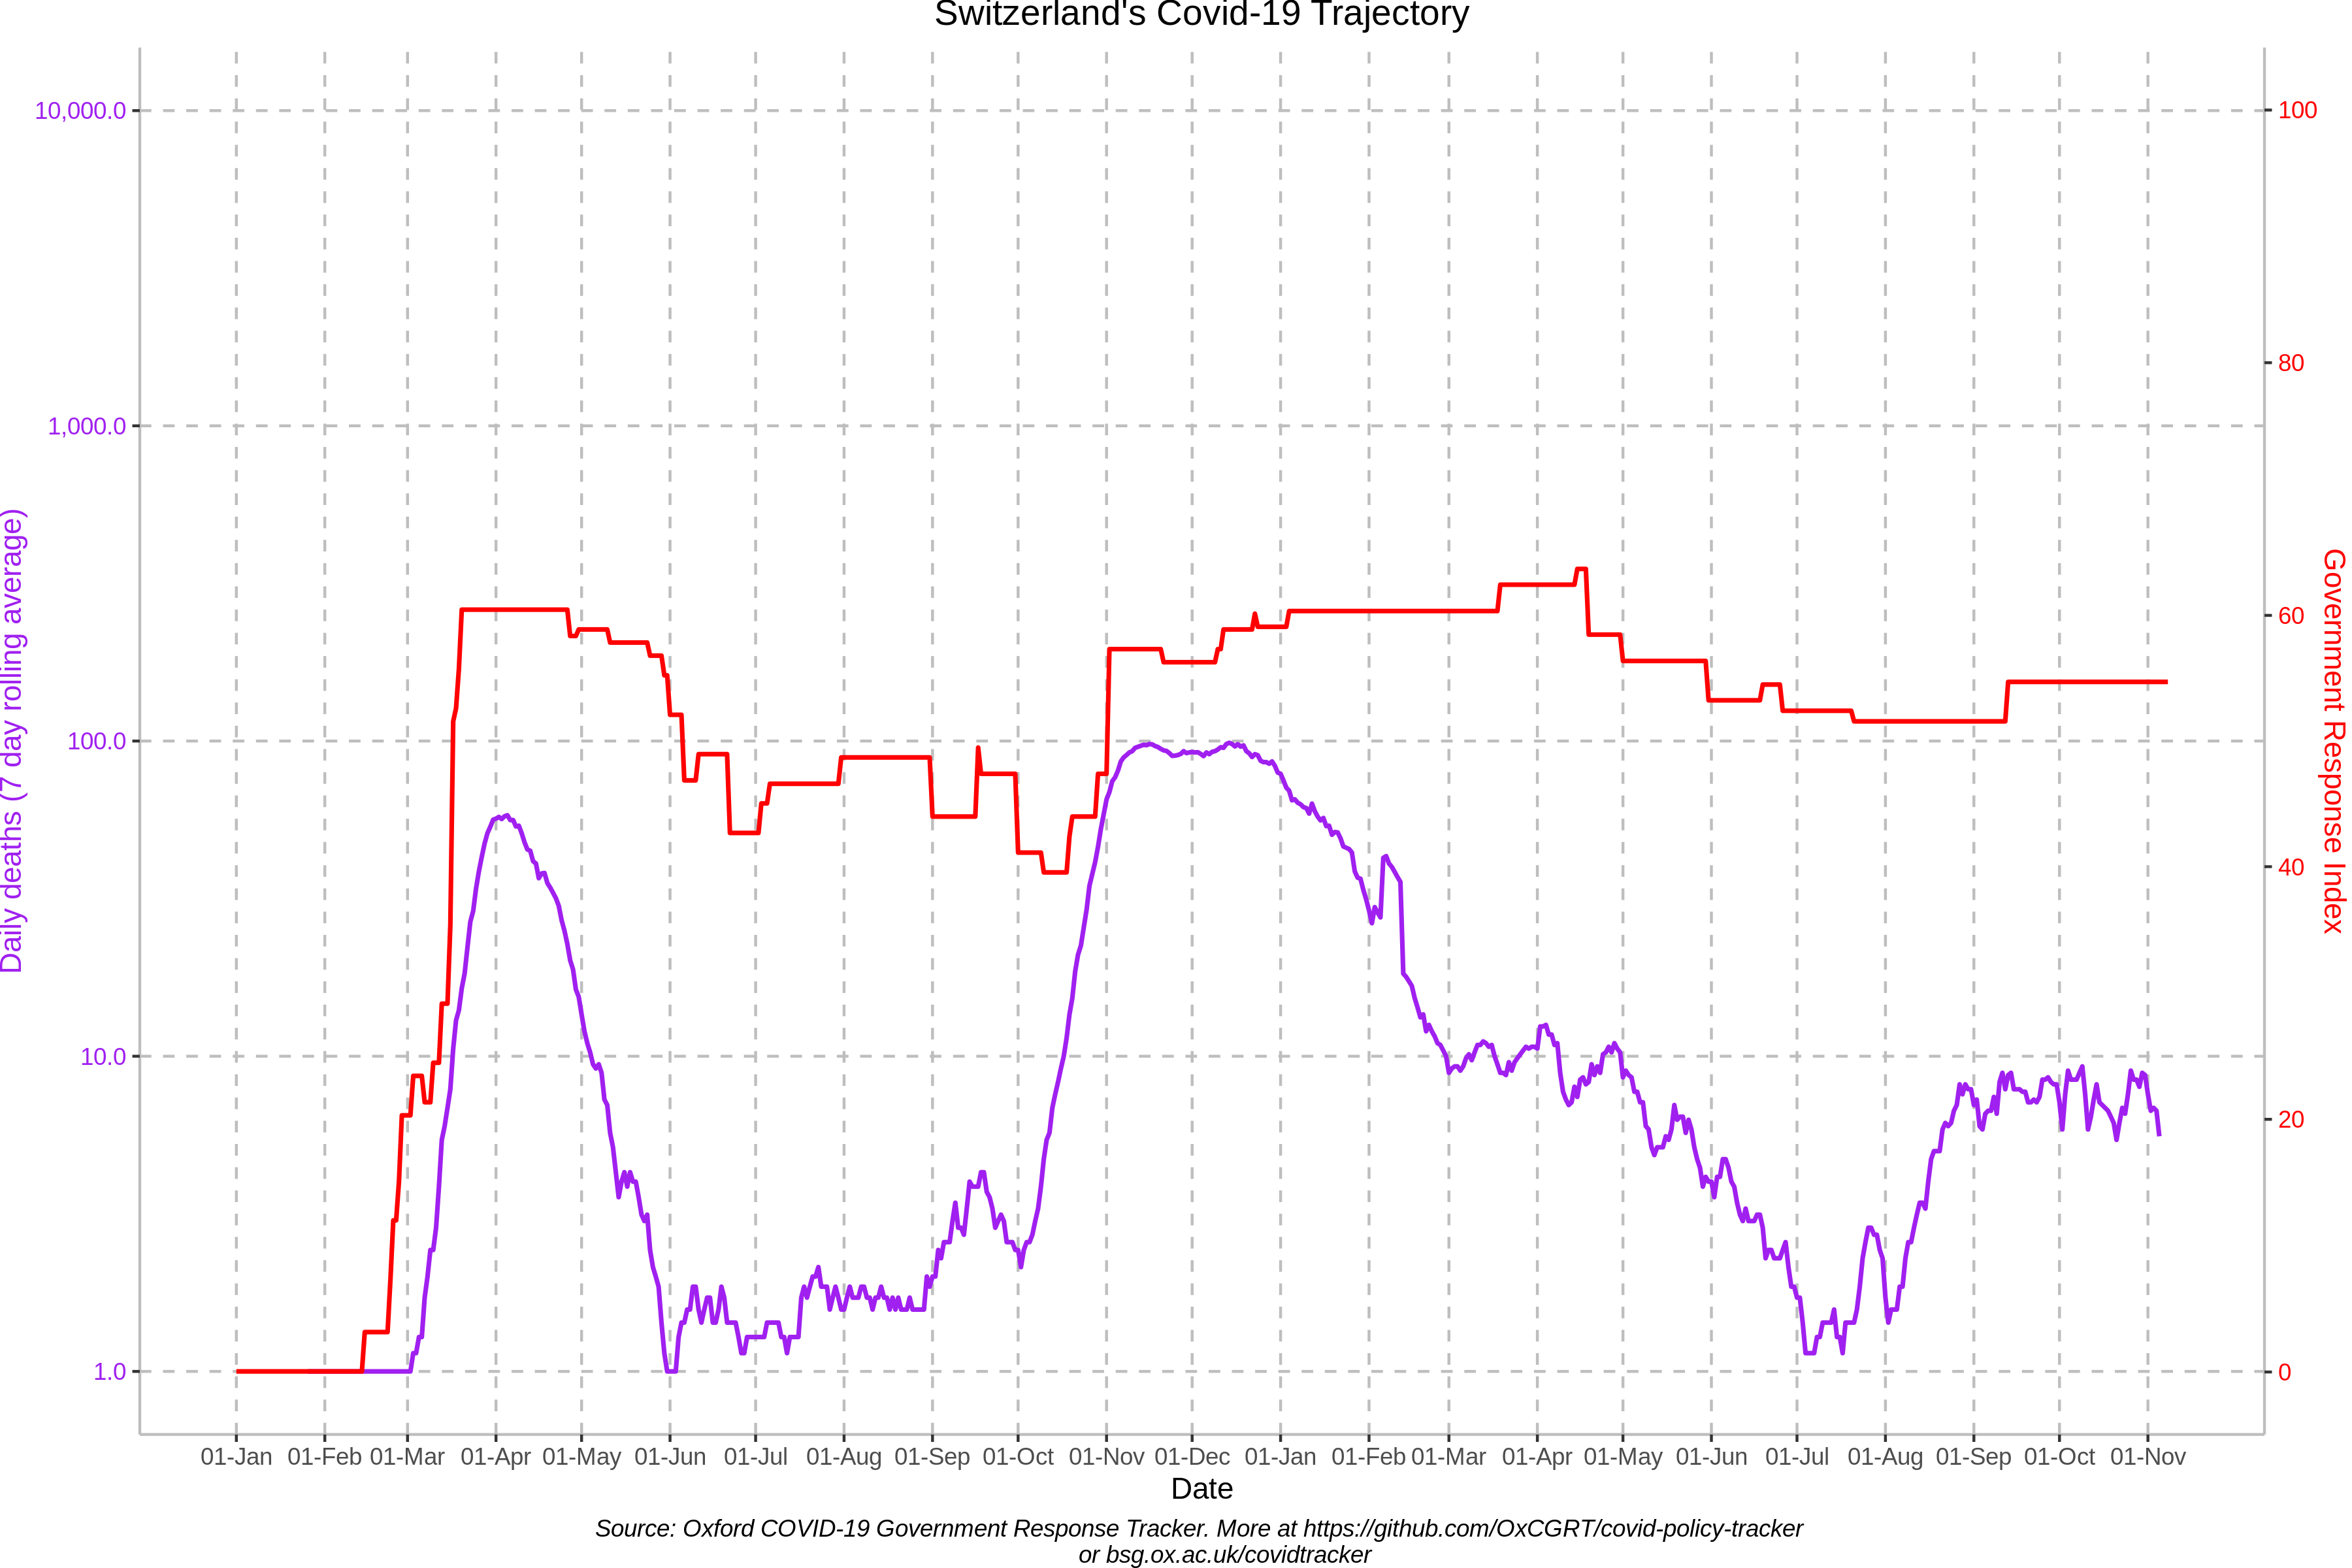 Switzerland's Covid-19 Trajectory
10,000.0
1,000.0
100.0
10.0
1.0
Daily deaths (7 day rolling average)
100
80
60
40
20
0
Government Response Index
01-Jan 01-Feb 01-Mar 01-Apr 01-May 01-Jun 01-Jul 01-Aug 01-Sep 01-Oct 01-Nov 01-Dec 01-Jan 01-Feb 01-Mar 01-Apr 01-May 01-Jun 01-Jul 01-Aug 01-Sep 01-Oct 01-Nov
Date
Source: Oxford COVID-19 Government Response Tracker. More at https://github.com/OxCGRT/covid-policy-tracker
or bsg.ox.ac.uk/covidtracker